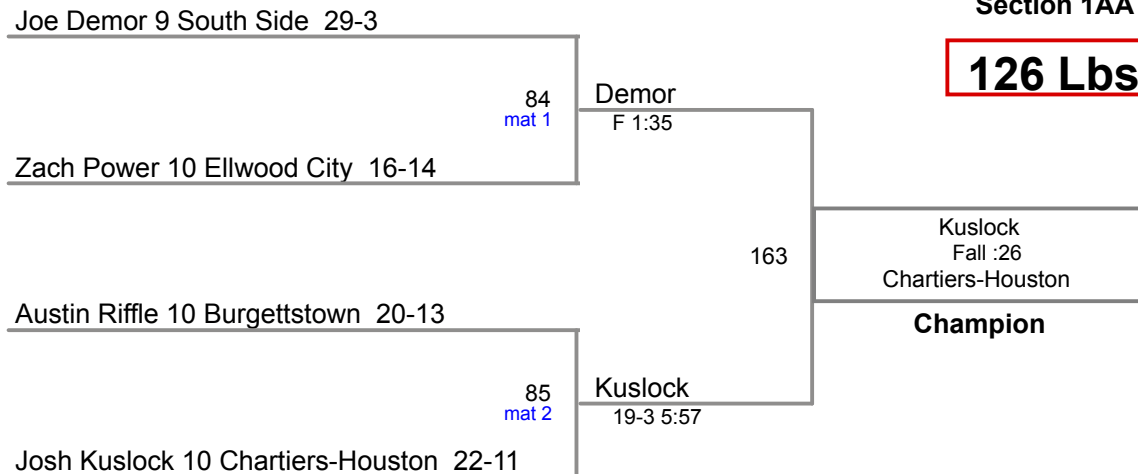 Section 1AA
126 Lbs
Joe Demor 9 South Side 29-3
84
mat 1
Demor
F 1:35
Zach Power 10 Ellwood City 16-14
163
Kuslock
Fall :26
Chartiers-Houston
Champion
Austin Riffle 10 Burgettstown 20-13
85
mat 2
Kuslock
19-3 5:57
Josh Kuslock 10 Chartiers-Houston 22-11